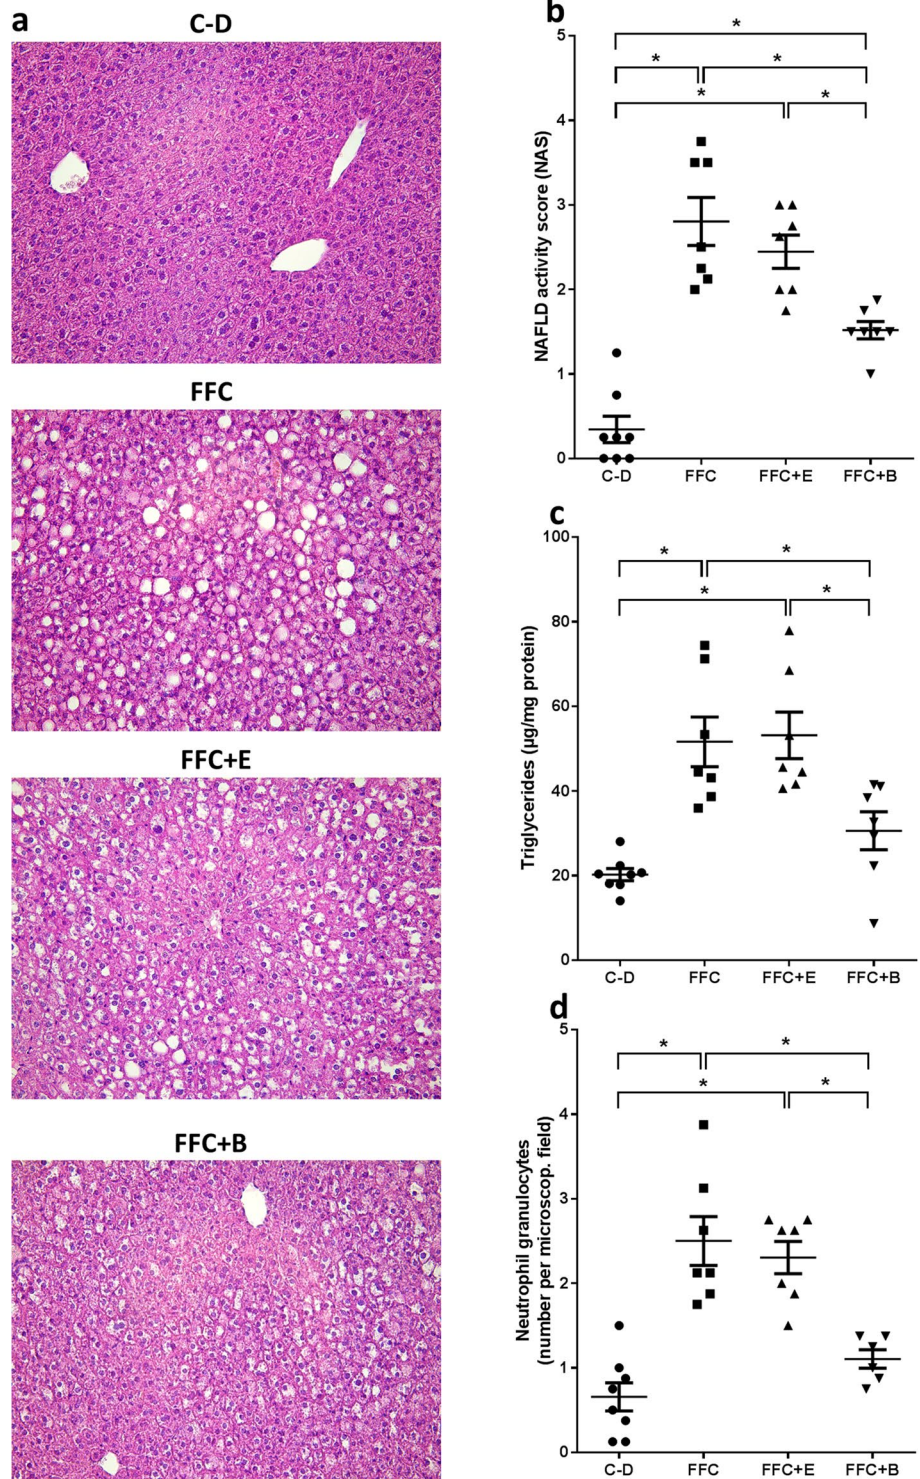 a
C-D
FFC
FFC+E
FFC+B
b
* 
* *
* *
NAFLD activity score (NAS)
5
4
3
2
1
0
C-D FFC FFC+E FFC+B
c
* *
* *
Triglycerides (µg/mg protein)
100
80
60
40
20
0
C-D FFC FFC+E FFC+B
d
* *
* *
Neutrophil granulocytes
(number per microscop. field)
5
4
3
2
1
0
C-D FFC FFC+E FFC+B